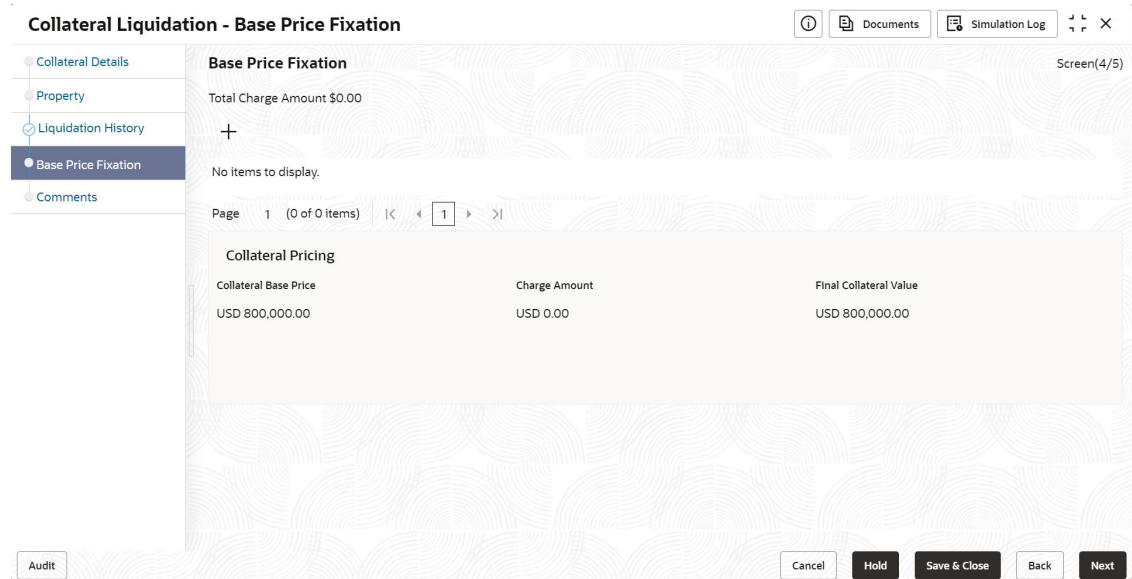 Collateral Liquidation - Base Price Fixation
Documents
Simulation Log
Collateral Details
Property
Liquidation History
Base Price Fixation
Comments
Base Price Fixation
Screen(4/5)
Total Charge Amount $0.00
No items to display.
Page 1 (0 of 0 items) 1
Collateral Pricing
Collateral Base Price Charge Amount Final Collateral Value
USD 800,000.00 USD 0.00 USD 800,000.00
Audit Cancel Hold Save & Close Back Next